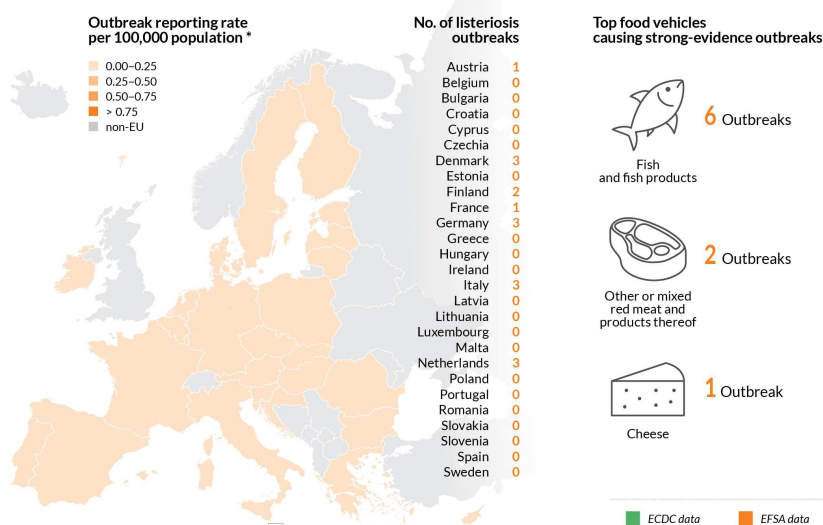 Outbreak reporting rate
per 100,000 population *
0.00–0.25
0.25–0.50
0.50–0.75
> 0.75
non-EU
No. of listeriosis
outbreaks
Austria 1
Belgium 0
Bulgaria 0
Croatia 0
Cyprus 0
Czechia 0
Denmark 3
Estonia 0
Finland 2
France 1
Germany 3
Greece 0
Hungary 0
Ireland 0
Italy 3
Latvia 0
Lithuania 0
Luxembourg 0
Malta 0
Netherlands 3
Poland 0
Portugal 0
Romania 0
Slovakia 0
Slovenia 0
Spain 0
Sweden 0
Top food vehicles
causing strong-evidence outbreaks
6 Outbreaks
Fish
and fish products
2 Outbreaks
Other or mixed
red meat and
products thereof
1 Outbreak
Cheese
ECDC data
EFSA data